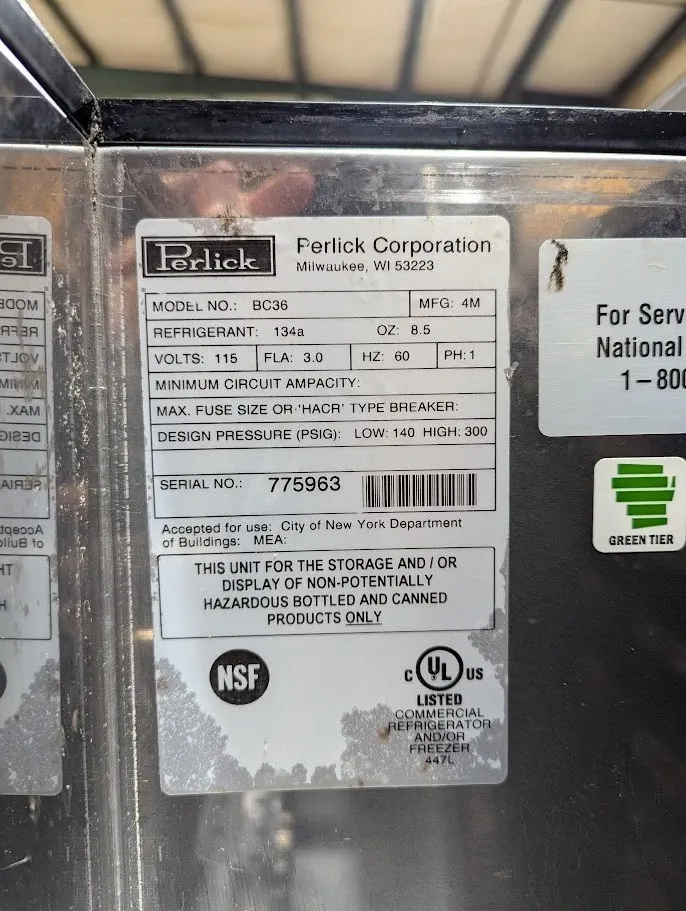 Perlick
Perlick Corporation
Milwaukee, WI 53223
MODEL NO.: BC36 MFG: 4M
REFRIGERANT: 134a OZ: 8.5
VOLTS: 115 FLA: 3.0 HZ: 60 PH: 1
MINIMUM CIRCUIT AMPACITY:
MAX. FUSE SIZE OR 'HACR' TYPE BREAKER:
DESIGN PRESSURE (PSIG): LOW: 140 HIGH: 300
SERIAL NO.: 775963
Accepted for use: City of New York Department
of Buildings: MEA:
THIS UNIT FOR THE STORAGE AND / OR
DISPLAY OF NON-POTENTIALLY
HAZARDOUS BOTTLED AND CANNED
PRODUCTS ONLY
NSF
C UL US
LISTED
COMMERCIAL
REFRIGERATOR
AND/OR
FREEZER
447L
For Serv
National
1-800
GREEN TIER